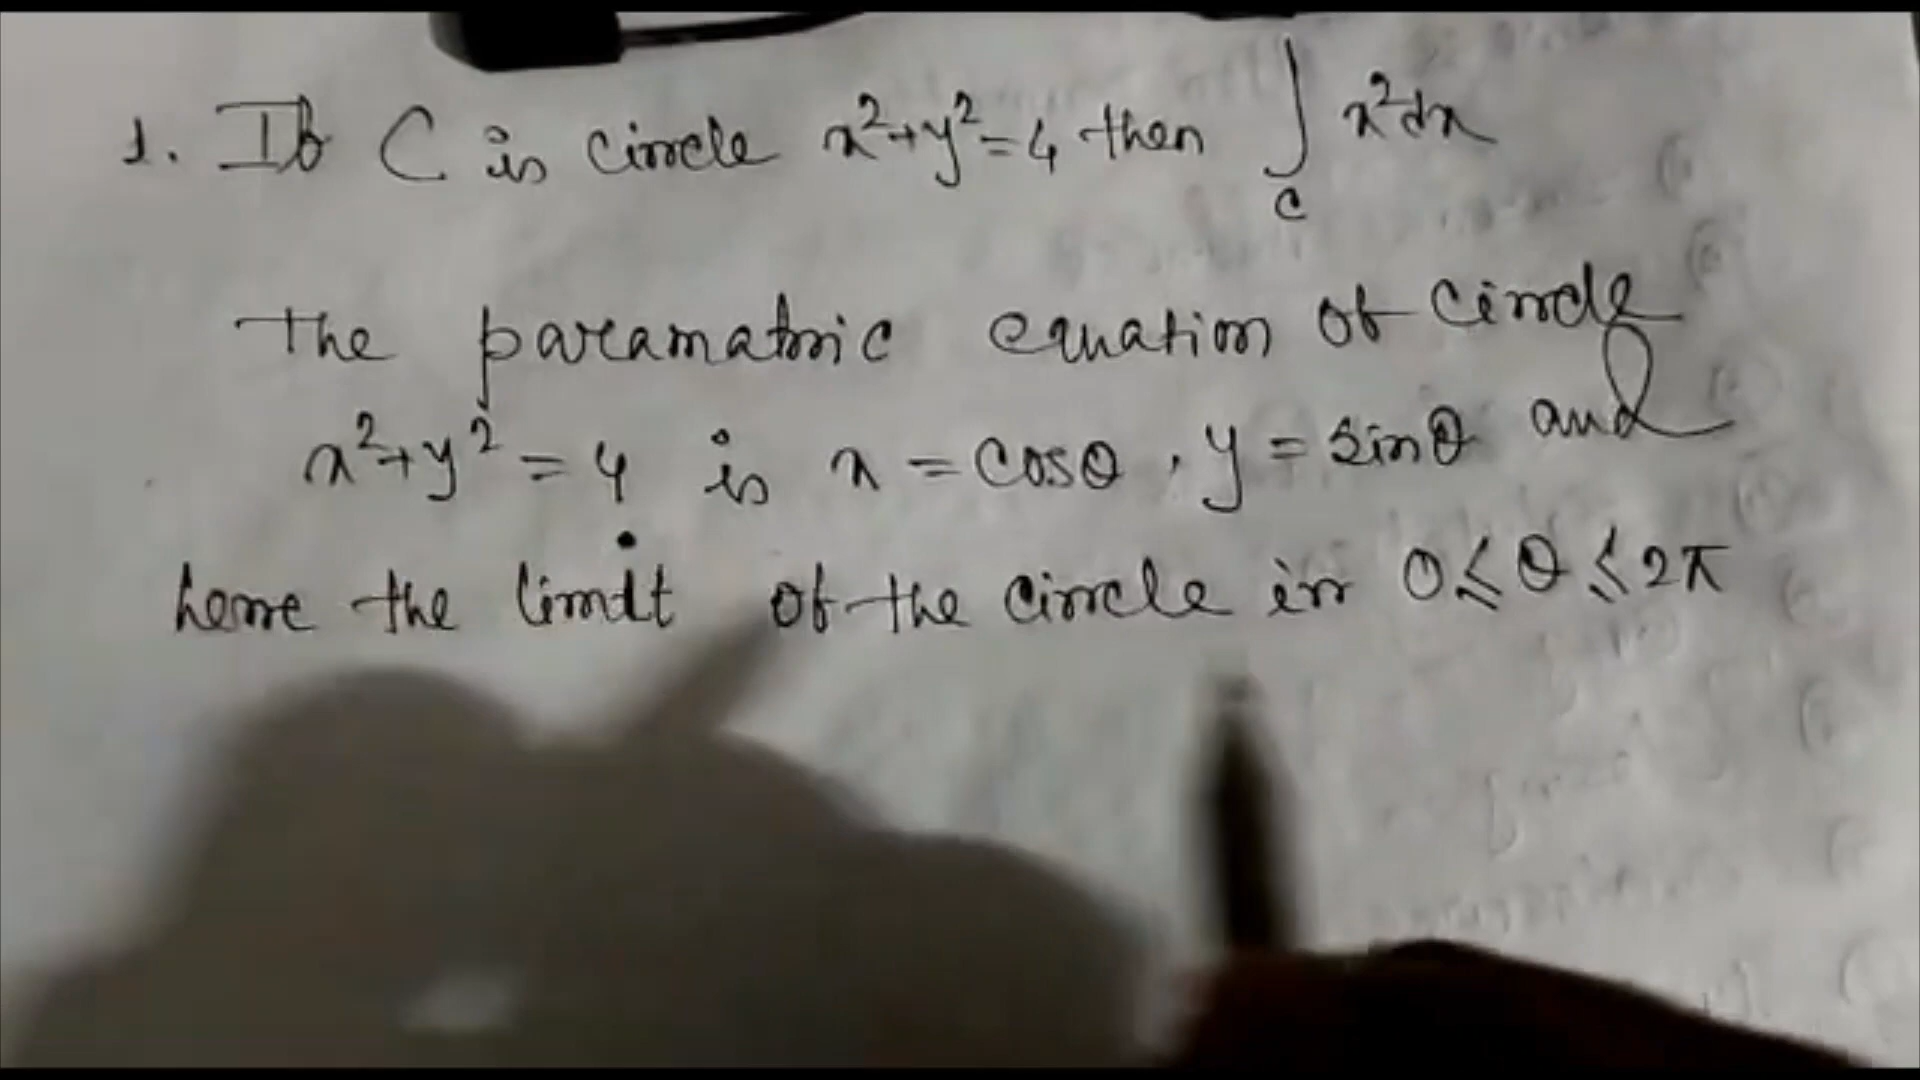 1. If C is circle x²+y²=4 then ∫_C x²dx
The paramatric equation of circle
x²+y²=4 is x=cosθ, y=sinθ and
here the limit of the circle is 0≤θ≤2π